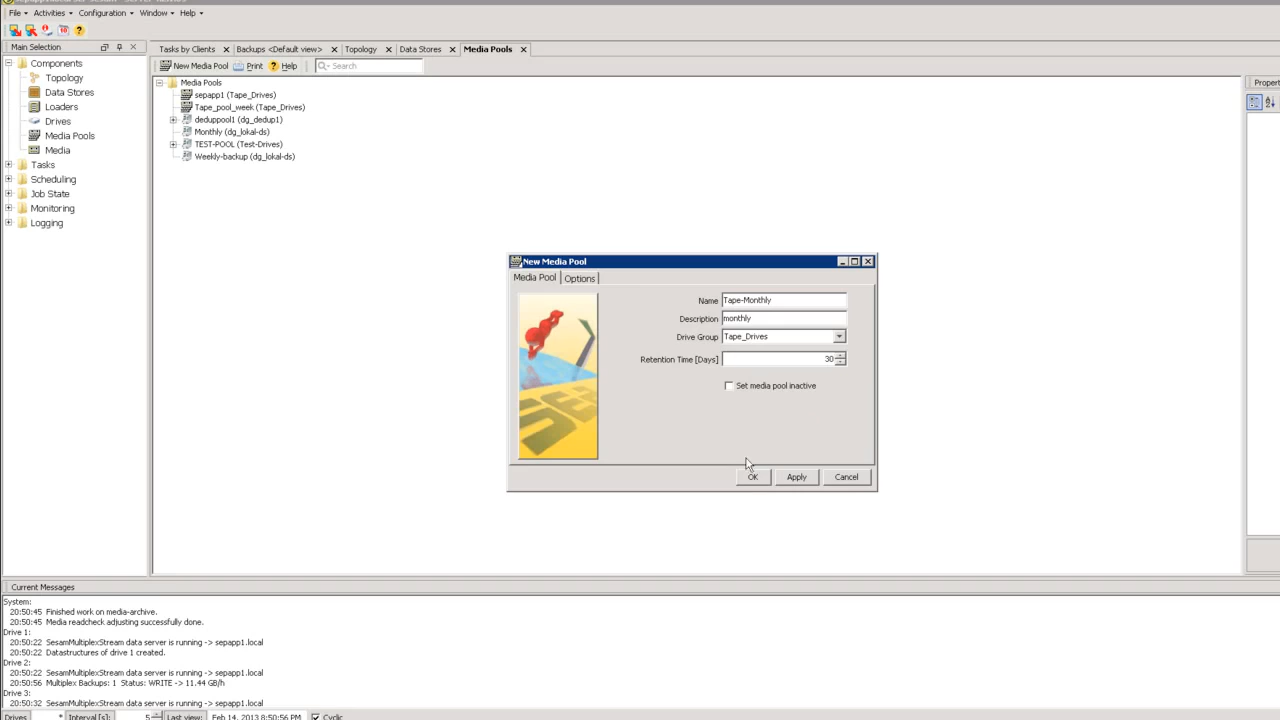 File Activities Configuration Window Help
Main Selection
Tasks by Clients Backups <Default view> Topology Data Stores Media Pools
New Media Pool Print Help Search
Components
Topology
Data Stores
Loaders
Drives
Media Pools
Media
Tasks
Scheduling
Job State
Monitoring
Logging
Media Pools
sepapp1 (Tape_Drives)
Tape_pool_week (Tape_Drives)
deduppool1 (dg_dedup1)
Monthly (dg_lokal-ds)
TEST-POOL (Test-Drives)
Weekly-backup (dg_lokal-ds)
Propert
New Media Pool
Media Pool Options
Name Tape-Monthly
Description monthly
Drive Group Tape_Drives
Retention Time [Days] 30
Set media pool inactive
OK Apply Cancel
Current Messages
System:
20:50:45 Finished work on media-archive.
20:50:45 Media readcheck adjusting successfully done.
Drive 1:
20:50:22 SesamMultiplexStream data server is running -> sepapp1.local
20:50:22 Datastructures of drive 1 created.
Drive 2:
20:50:22 SesamMultiplexStream data server is running -> sepapp1.local
20:50:56 Multiplex Backups: 1 Status: WRITE -> 11.44 GB/h
Drive 3:
20:50:32 SesamMultiplexStream data server is running -> sepapp1.local
Drives * Interval[s]: 5 Last view: Feb 14, 2013 8:50:56 PM Cyclic